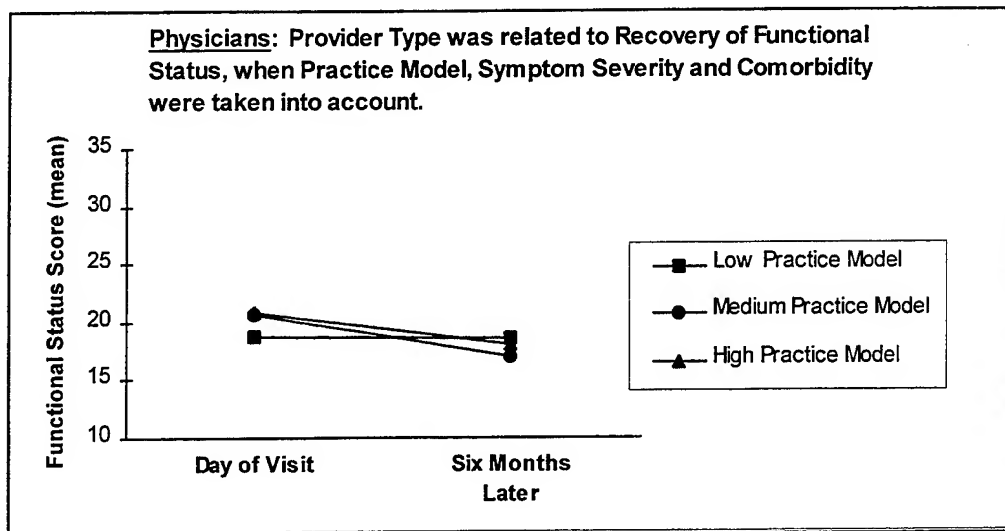 Physicians: Provider Type was related to Recovery of Functional
Status, when Practice Model, Symptom Severity and Comorbidity
were taken into account.
Functional Status Score (mean)
35
30
25
20
15
10
Day of Visit
Six Months
Later
Low Practice Model
Medium Practice Model
High Practice Model